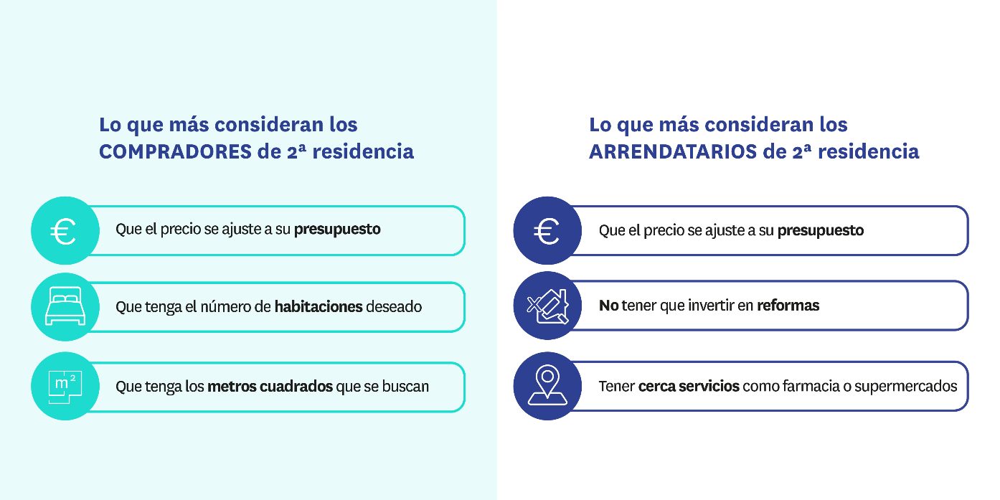 Lo que más consideran los
COMPRADORES de 2ª residencia
€
Que el precio se ajuste a su presupuesto
Que tenga el número de habitaciones deseado
m²
Que tenga los metros cuadrados que se buscan
Lo que más consideran los
ARRENDATARIOS de 2ª residencia
€
Que el precio se ajuste a su presupuesto
No tener que invertir en reformas
Tener cerca servicios como farmacia o supermercados